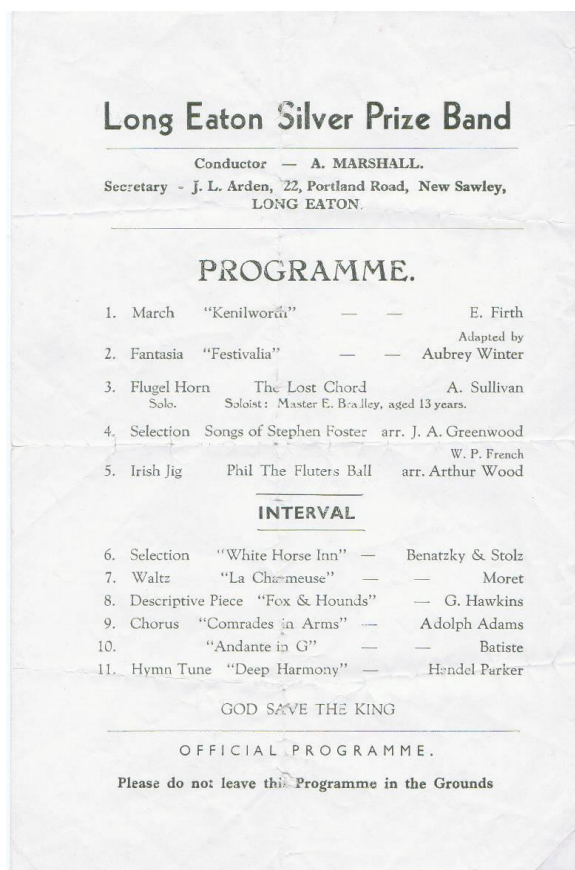 Long Eaton Silver Prize Band
Conductor — A. MARSHALL.
Secretary - J. L. Arden, 22, Portland Road, New Sawley,
LONG EATON.
PROGRAMME.
1. March "Kenilworth" — — E. Firth
Adapted by
2. Fantasia "Festivalia" — — Aubrey Winter
3. Flugel Horn The Lost Chord A. Sullivan
Solo. Soloist: Master E. Bradley, aged 13 years.
4. Selection Songs of Stephen Foster arr. J. A. Greenwood
W. P. French
5. Irish Jig Phil The Fluters Ball arr. Arthur Wood
INTERVAL
6. Selection "White Horse Inn" — Benatzky & Stolz
7. Waltz "La Charmeuse" — — Moret
8. Descriptive Piece "Fox & Hounds" — G. Hawkins
9. Chorus "Comrades in Arms" — Adolph Adams
10. "Andante in G" — — Batiste
11. Hymn Tune "Deep Harmony" — Handel Parker
GOD SAVE THE KING
OFFICIAL PROGRAMME.
Please do not leave this Programme in the Grounds